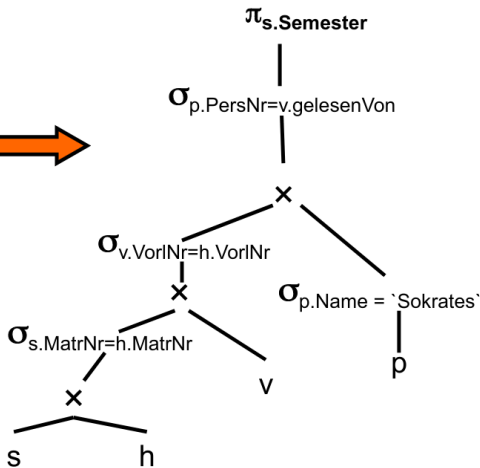 πs.Semester
σp.PersNr=v.gelesenVon
×
σv.VorlNr=h.VorlNr
×
σp.Name = `Sokrates`
σs.MatrNr=h.MatrNr
p
v
×
s h